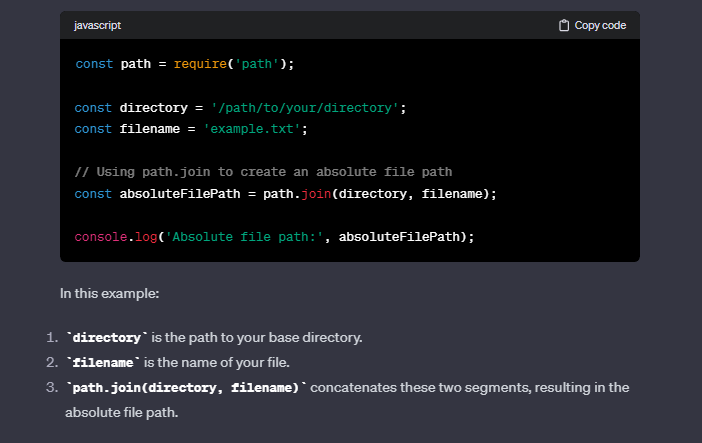 javascript
Copy code
const path = require('path');
const directory = '/path/to/your/directory';
const filename = 'example.txt';
// Using path.join to create an absolute file path
const absoluteFilePath = path.join(directory, filename);
console.log('Absolute file path:', absoluteFilePath);
In this example:
1. `directory` is the path to your base directory.
2. `filename` is the name of your file.
3. `path.join(directory, filename)` concatenates these two segments, resulting in the
absolute file path.